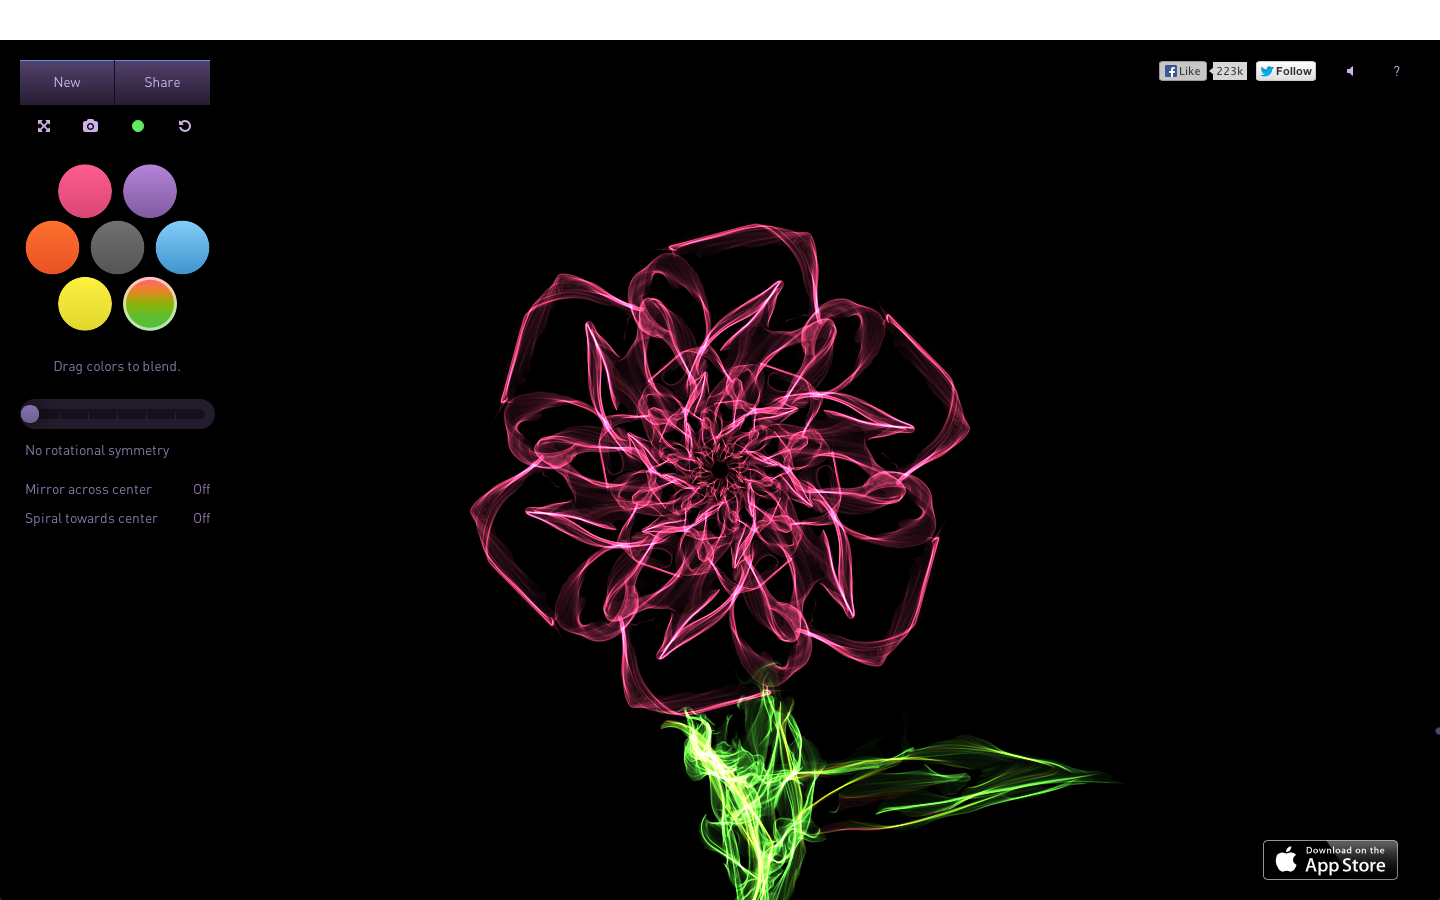 New Share
Like 223k Follow ?
Drag colors to blend.
No rotational symmetry
Mirror across center Off
Spiral towards center Off
Download on the
App Store